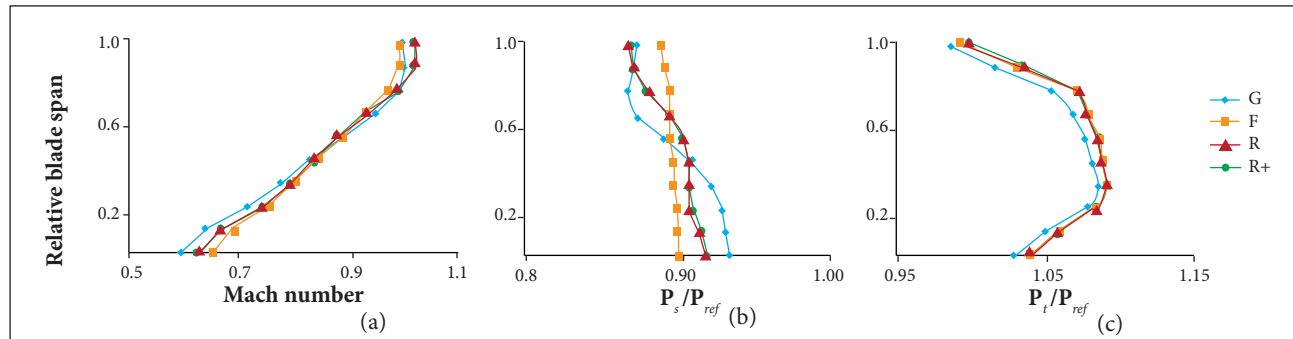 Relative blade span
1.0
0.6
0.2
0.5
0.7
0.9
1.1
Mach number
(a)
1.0
0.6
0.2
0.8
0.90
1.00
Ps/Pref
(b)
1.0
0.6
0.2
0.95
1.05
1.15
Pt/Pref
(c)
G
F
R
R+